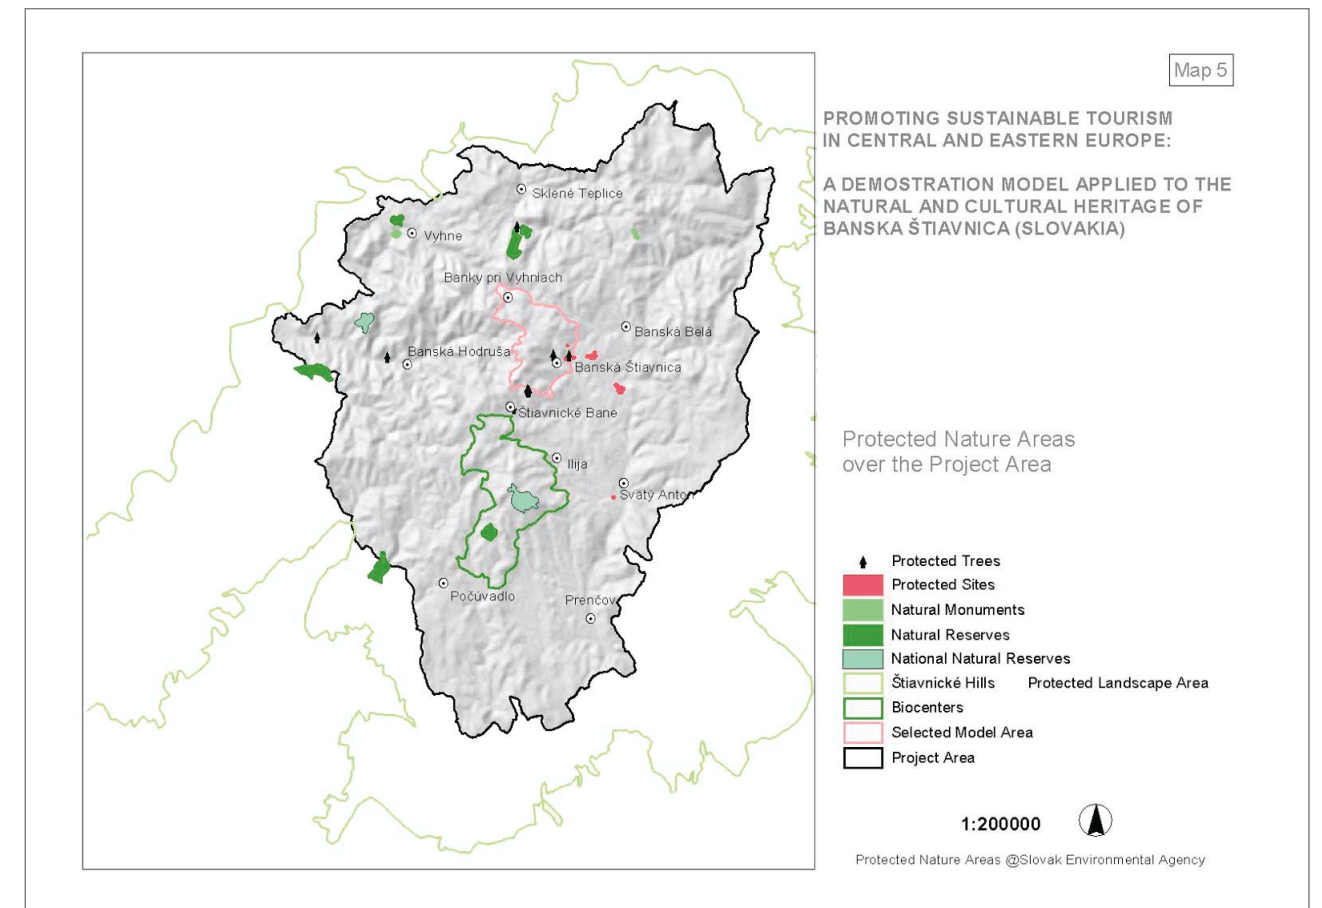 Map 5
PROMOTING SUSTAINABLE TOURISM
IN CENTRAL AND EASTERN EUROPE:
A DEMOSTRATION MODEL APPLIED TO THE
NATURAL AND CULTURAL HERITAGE OF
BANSKA ŠTIAVNICA (SLOVAKIA)
Sklené Teplice
Vyhne
Banky pri Vyhniach
Banská Belá
Banská Hodruša
Banská Štiavnica
Štiavnické Bane
Ilija
Svätý Anton
Počúvadlo
Prenčov
Protected Nature Areas
over the Project Area
Protected Trees
Protected Sites
Natural Monuments
Natural Reserves
National Natural Reserves
Štiavnické Hills Protected Landscape Area
Biocenters
Selected Model Area
Project Area
1:200000
Protected Nature Areas @Slovak Environmental Agency